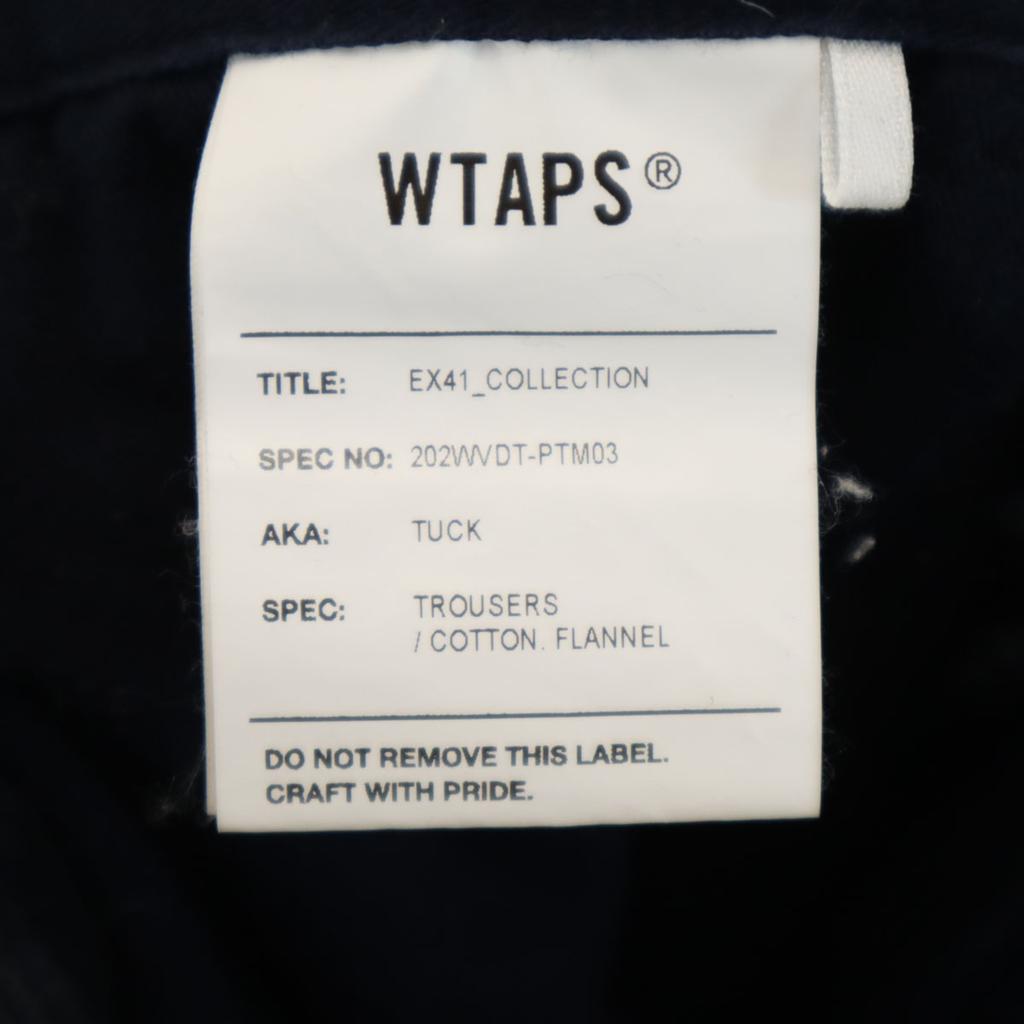 WTAPS®
TITLE: EX41_COLLECTION
SPEC NO: 202WVDT-PTM03
AKA: TUCK
SPEC: TROUSERS
/ COTTON. FLANNEL
DO NOT REMOVE THIS LABEL.
CRAFT WITH PRIDE.